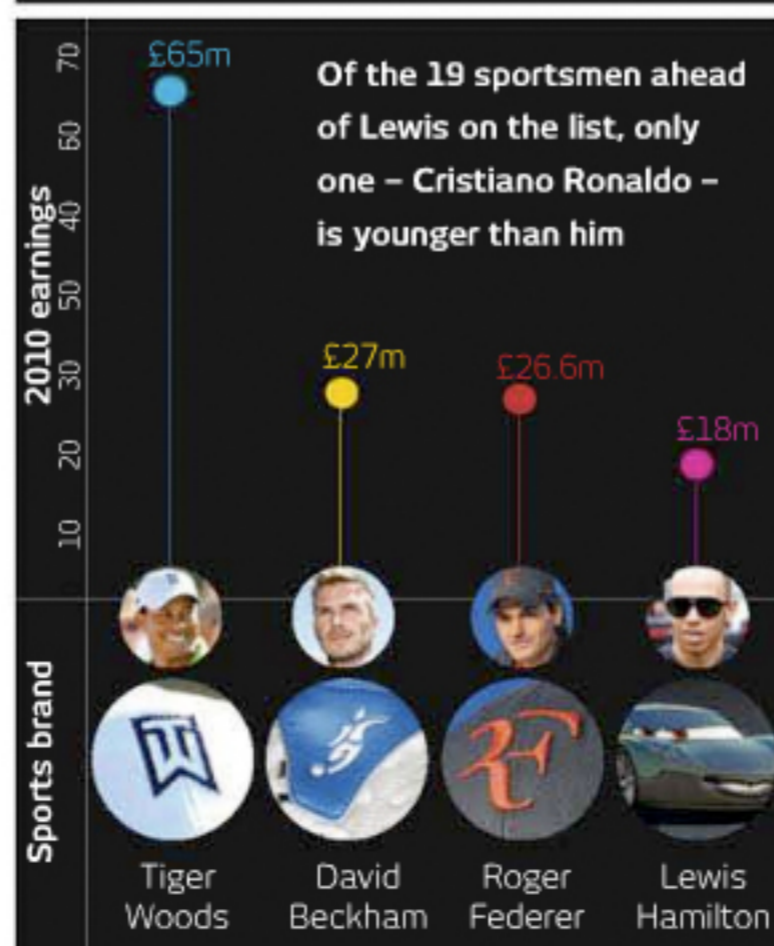 £65m
Of the 19 sportsmen ahead
of Lewis on the list, only
one – Cristiano Ronaldo –
is younger than him
2010 earnings
70
60
40
50
30
20
10
£27m
£26.6m
£18m
Sports brand
TW
RF
Tiger
Woods
David
Beckham
Roger
Federer
Lewis
Hamilton